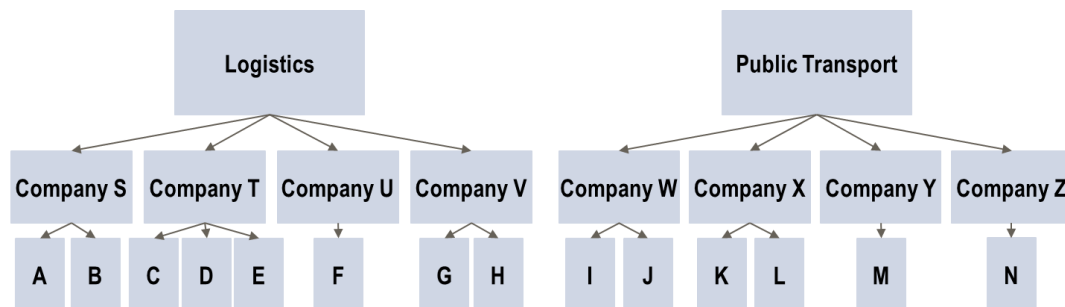 Logistics
Public Transport
Company S
Company T
Company U
Company V
Company W
Company X
Company Y
Company Z
A
B
C
D
E
F
G
H
I
J
K
L
M
N